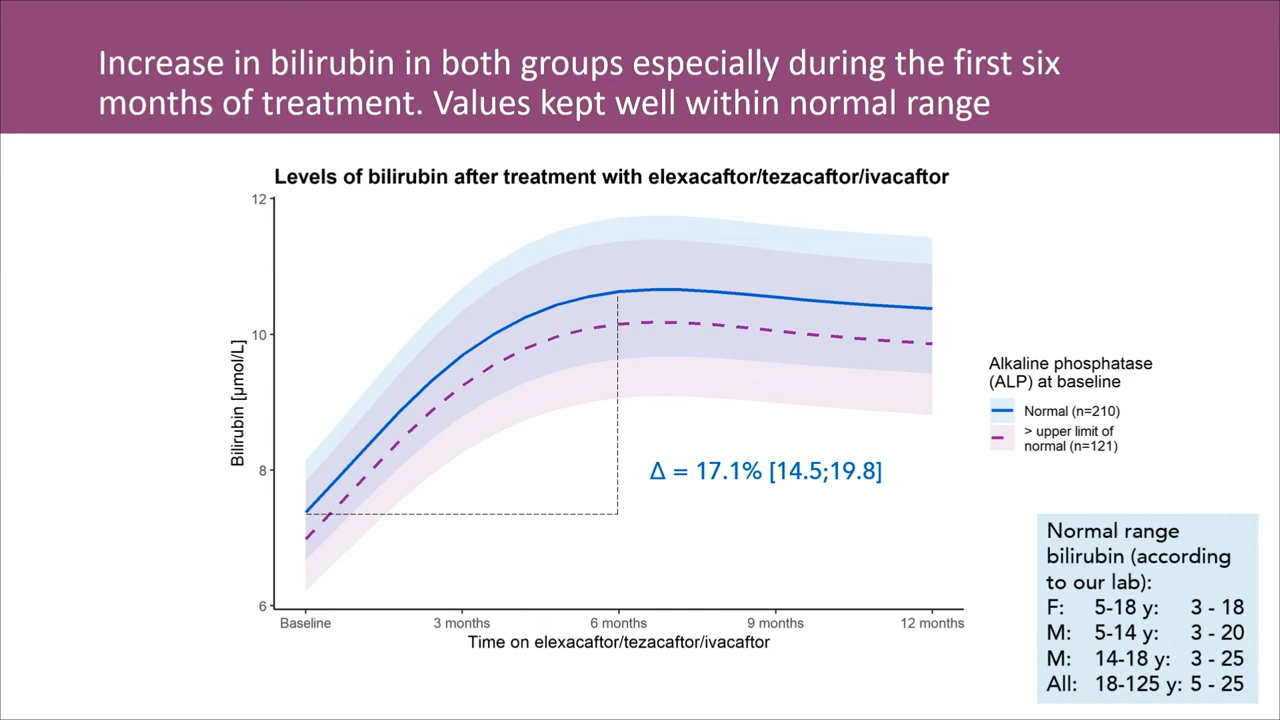 Increase in bilirubin in both groups especially during the first six
months of treatment. Values kept well within normal range
Levels of bilirubin after treatment with elexacaftor/tezacaftor/ivacaftor
12
10
8
6
Bilirubin [µmol/L]
Baseline
3 months
6 months
9 months
12 months
Time on elexacaftor/tezacaftor/ivacaftor
Δ = 17.1% [14.5;19.8]
Alkaline phosphatase
(ALP) at baseline
Normal (n=210)
> upper limit of
normal (n=121)
Normal range
bilirubin (according
to our lab):
F: 5-18 y: 3 - 18
M: 5-14 y: 3 - 20
M: 14-18 y: 3 - 25
All: 18-125 y: 5 - 25